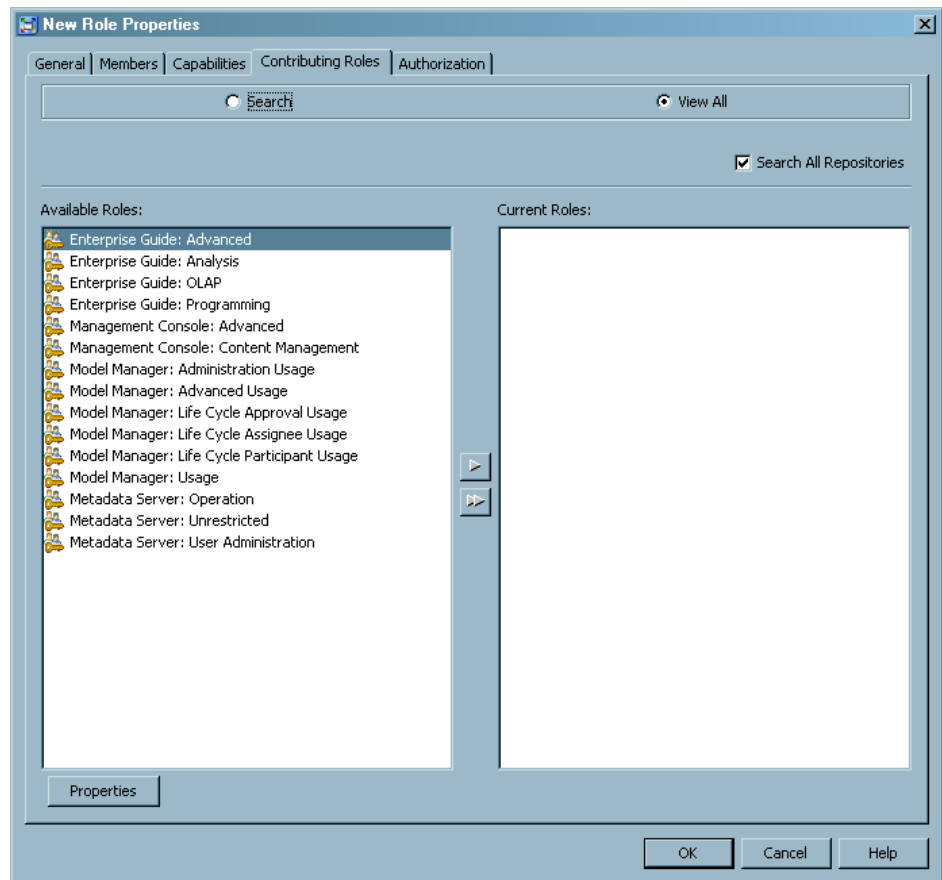 New Role Properties
General Members Capabilities Contributing Roles Authorization
Search View All
Search All Repositories
Available Roles: Current Roles:
Enterprise Guide: Advanced
Enterprise Guide: Analysis
Enterprise Guide: OLAP
Enterprise Guide: Programming
Management Console: Advanced
Management Console: Content Management
Model Manager: Administration Usage
Model Manager: Advanced Usage
Model Manager: Life Cycle Approval Usage
Model Manager: Life Cycle Assignee Usage
Model Manager: Life Cycle Participant Usage
Model Manager: Usage
Metadata Server: Operation
Metadata Server: Unrestricted
Metadata Server: User Administration
Properties
OK Cancel Help